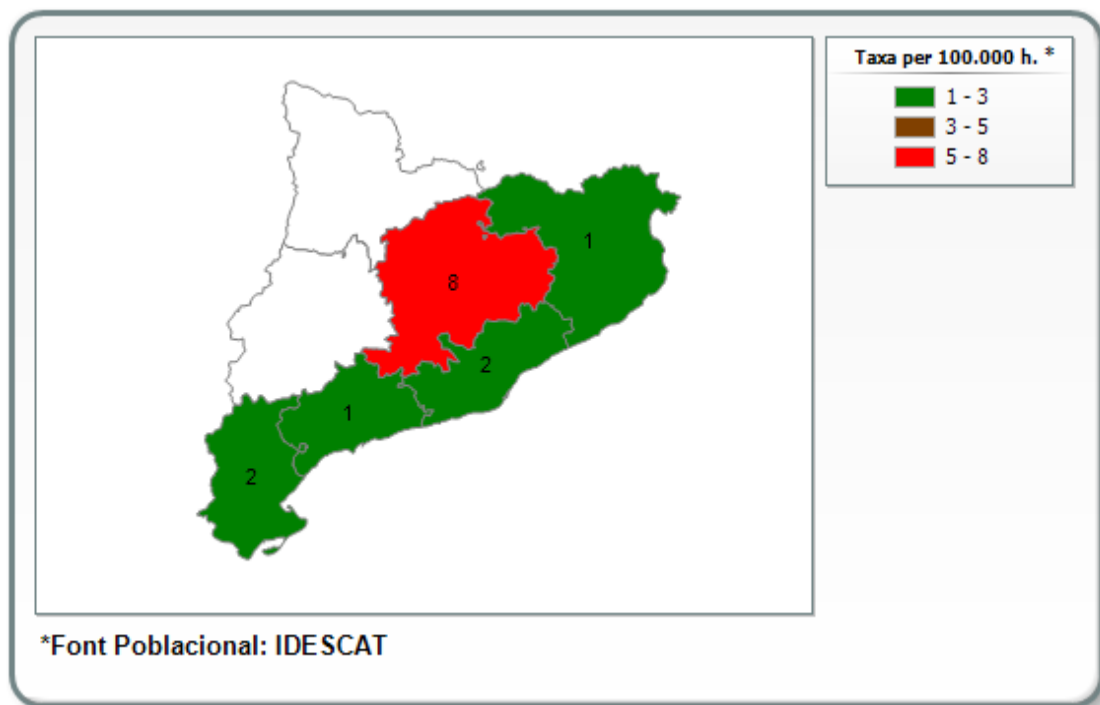 Taxa per 100.000 h. *
1 - 3
3 - 5
5 - 8
1
8
2
1
2
*Font Poblacional: IDESCAT